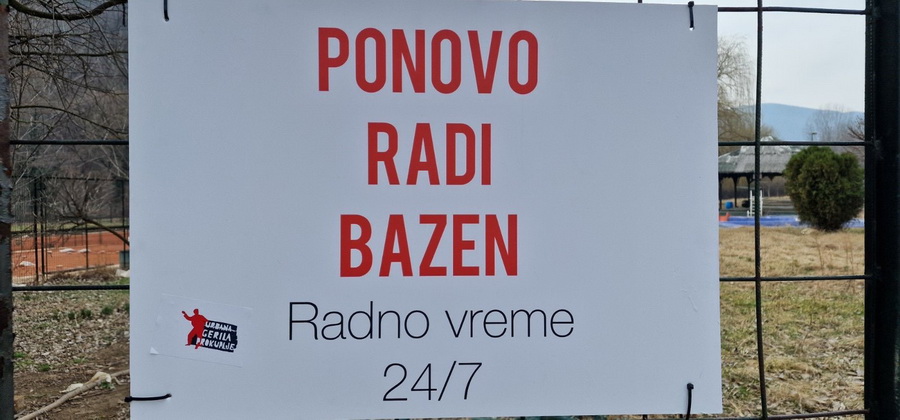 PONOVO
RADI
BAZEN
Radno vreme
24/7
URBANA
GERILA
PROKUPLJE